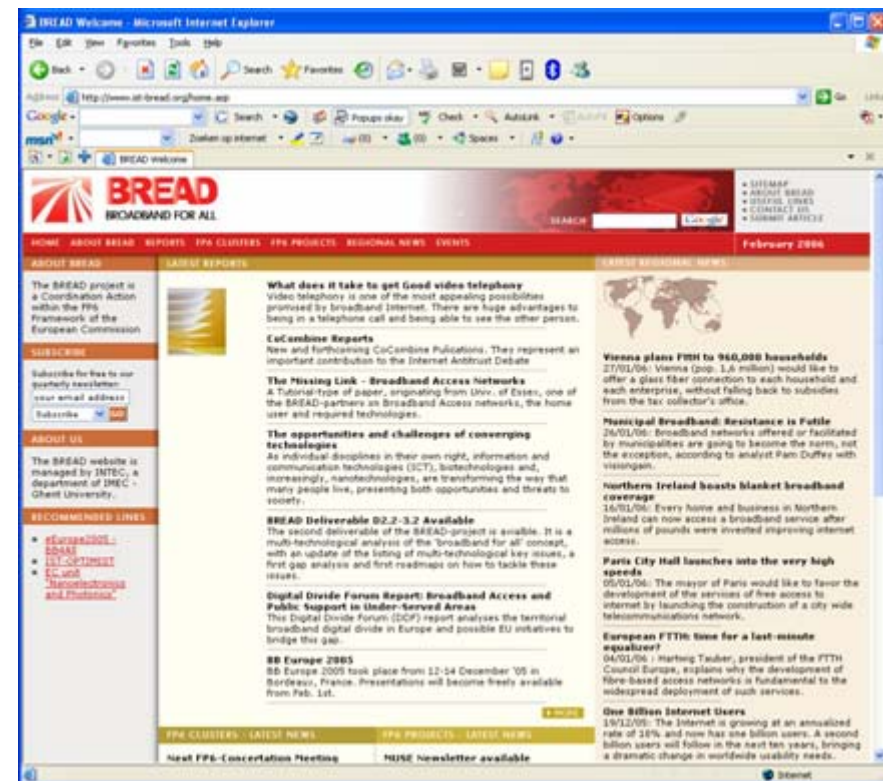 BREAD Welcome - Microsoft Internet Explorer
File Edit View Favorites Tools Help
Back Search Favorites
Address http://www.ist-bread.org/home.asp Go Links
Google Search Popups okay Check AutoLink Options
msn Zoeken op internet (0) (0) Spaces
BREAD Welcome
BREAD
BROADBAND FOR ALL
SEARCH Google
SITEMAP
ABOUT BREAD
USEFUL LINKS
CONTACT US
SUBMIT ARTICLE
HOME ABOUT BREAD REPORTS FP6 CLUSTERS FP6 PROJECTS REGIONAL NEWS EVENTS February 2006
ABOUT BREAD
The BREAD project is
a Coordination Action
within the FP6
Framework of the
European Commission
SUBSCRIBE
Subscribe for free to our
quarterly newsletter:
your email address
Subscribe GO
ABOUT US
The BREAD website is
managed by INTEC, a
department of IMEC -
Ghent University.
RECOMMENDED LINKS
eEurope2005 -
BB4All
IST-OPTIMIST
EC unit
"Nanoelectronics
and Photonics"
LATEST REPORTS
What does it take to get Good video telephony
Video telephony is one of the most appealing possibilities
promised by broadband Internet. There are huge advantages to
being in a telephone call and being able to see the other person.
CoCombine Reports
New and forthcoming CoCombine Pulications. They represent an
important contribution to the Internet Antitrust Debate
The Missing Link - Broadband Access Networks
A Tutorial-type of paper, originating from Univ. of Essex, one of
the BREAD-partners on Broadband Access networks, the home
user and required technologies.
The opportunities and challenges of converging
technologies
As individual disciplines in their own right, information and
communication technologies (ICT), biotechnologies and,
increasingly, nanotechnologies, are transforming the way that
many people live, presenting both opportunities and threats to
society.
BREAD Deliverable D2.2-3.2 Available
The second deliverable of the BREAD-project is avaible. It is a
multi-technological analysis of the 'broadband for all' concept,
with an update of the listing of multi-technological key issues, a
first gap analysis and first roadmaps on how to tackle these
issues.
Digital Divide Forum Report: Broadband Access and
Public Support in Under-Served Areas
This Digital Divide Forum (DDF) report analyses the territorial
broadband digital divide in Europe and possible EU initiatives to
bridge this gap.
BB Europe 2005
BB Europe 2005 took place from 12-14 December '05 in
Bordeaux, France. Presentations will become freely available
from Feb. 1st.
MORE
FP6 CLUSTERS - LATEST NEWS
Next FP6-Concertation Meeting
FP6 PROJECTS - LATEST NEWS
MUSE Newsletter available
LATEST REGIONAL NEWS
Vienna plans FTTH to 960,000 households
27/01/06: Vienna (pop. 1,6 million) would like to
offer a glass fiber connection to each household and
each enterprise, without falling back to subsidies
from the tax collector's office.
Municipal Broadband: Resistance is Futile
26/01/06: Broadband networks offered or facilitated
by municipalities are going to become the norm, not
the exception, according to analyst Pam Duffey with
visiongain.
Northern Ireland boasts blanket broadband
coverage
16/01/06: Every home and business in Northern
Ireland can now access a broadband service after
millions of pounds were invested improving internet
access.
Paris City Hall launches into the very high
speeds
05/01/06: The mayor of Paris would like to favor the
development of the services of free access to
internet by launching the construction of a city wide
telecommunications network.
European FTTH: time for a last-minute
equalizer?
04/01/06 : Hartwig Tauber, president of the FTTH
Council Europe, explains why the development of
fibre-based access networks is fundamental to the
widespread deployment of such services.
One Billion Internet Users
19/12/05: The Internet is growing at an annualized
rate of 18% and now has one billion users. A second
billion users will follow in the next ten years, bringing
a dramatic change in worldwide usability needs.
Internet